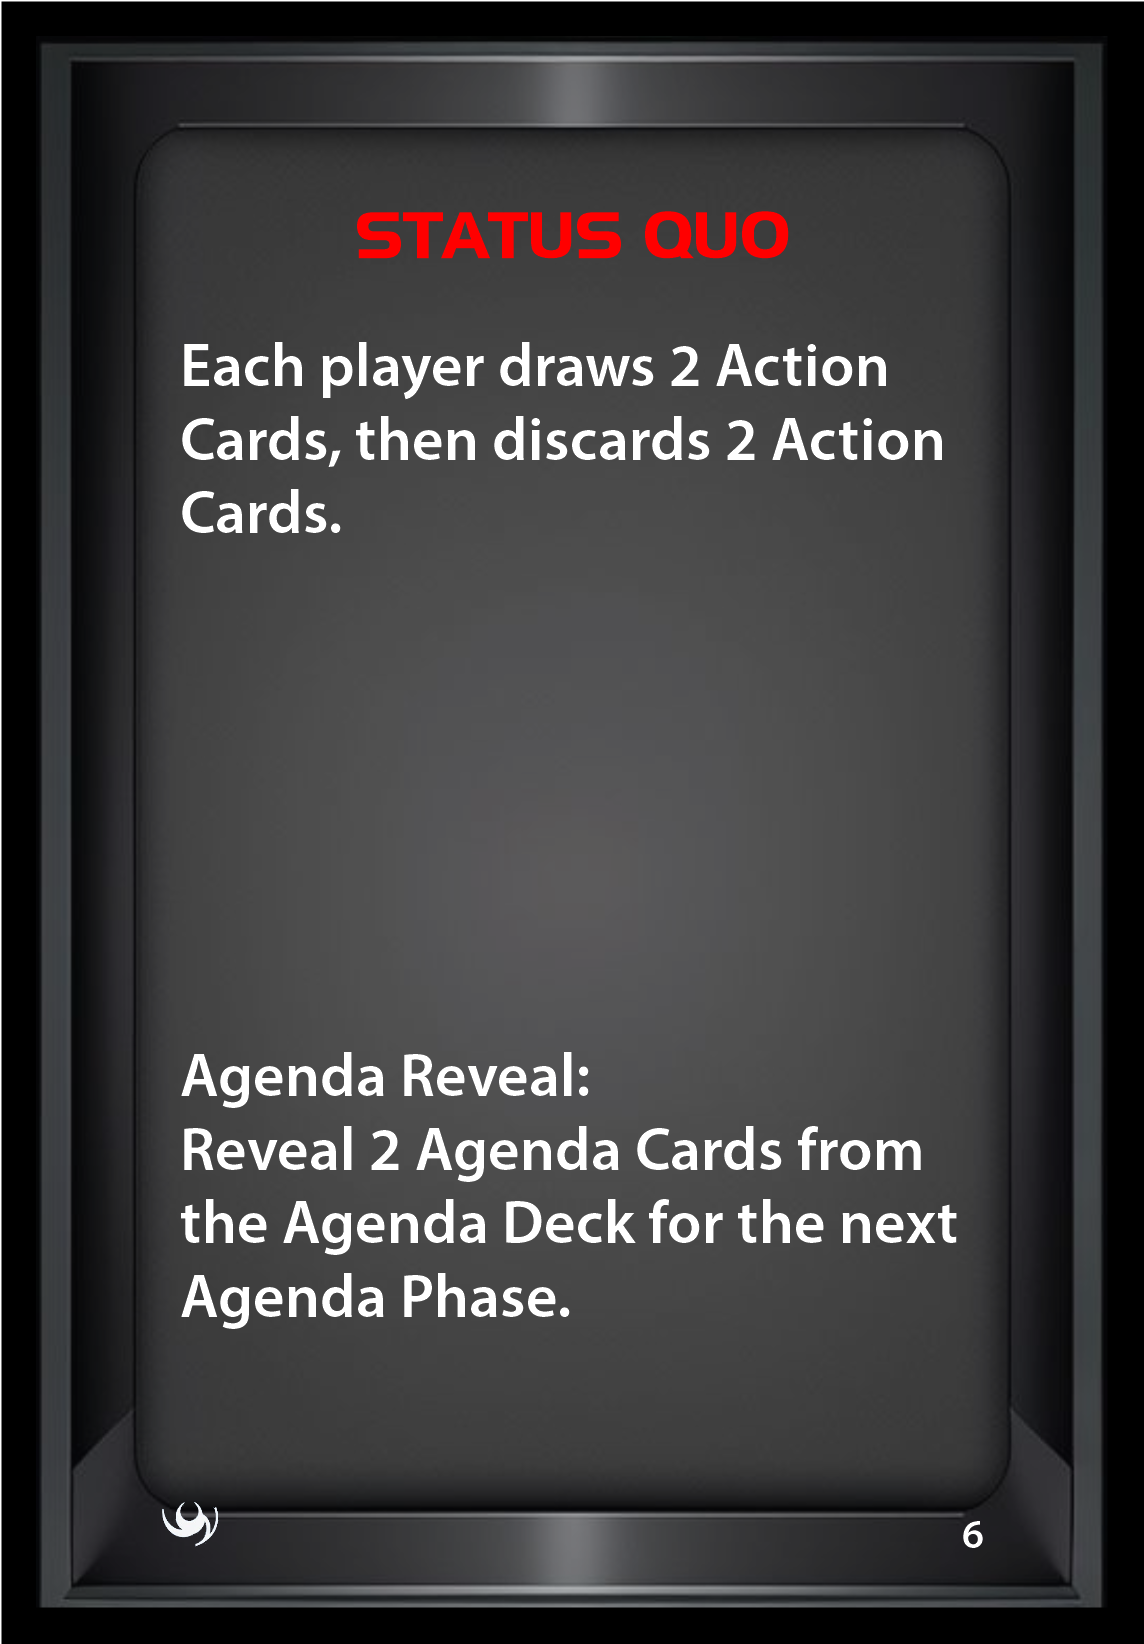 STATUS QUO
Each player draws 2 Action
Cards, then discards 2 Action
Cards.
Agenda Reveal:
Reveal 2 Agenda Cards from
the Agenda Deck for the next
Agenda Phase.
6